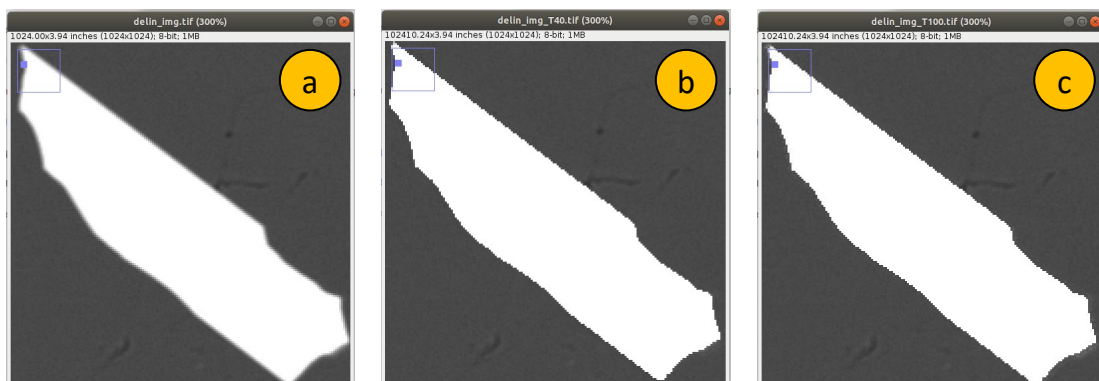 delin_img.tif (300%)
1024.00x3.94 inches (1024x1024); 8-bit; 1MB
a
delin_img_T40.tif (300%)
102410.24x3.94 inches (1024x1024); 8-bit; 1MB
b
delin_img_T100.tif (300%)
102410.24x3.94 inches (1024x1024); 8-bit; 1MB
c